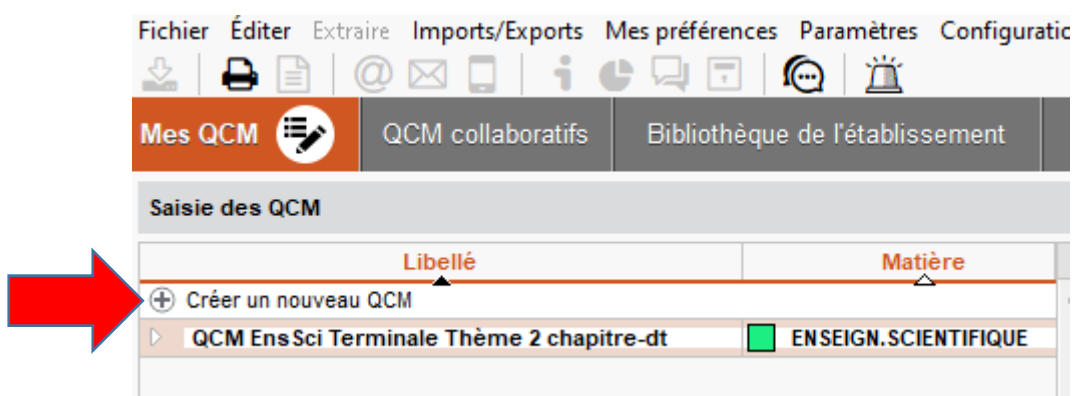 Fichier Éditer Extraire Imports/Exports Mes préférences Paramètres Configuratio
Mes QCM QCM collaboratifs Bibliothèque de l'établissement
Saisie des QCM
Libellé Matière
Créer un nouveau QCM
QCM EnsSci Terminale Thème 2 chapitre-dt ENSEIGN.SCIENTIFIQUE